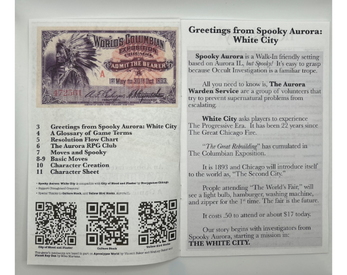 WORLD'S COLUMBIAN
EXPOSITION
CHICAGO
ADMIT THE BEARER
1st May to 30th Oct. 1893
A
3 Greetings from Spooky Aurora: White City
4 A Glossary of Game Terms
5 Resolution Flow Chart
6 The Aurora RPG Club
7 Moves and Spooky
8-9 Basic Moves
10 Character Creation
11 Character Sheet
Greetings from Spooky Aurora:
White City
Spooky Aurora is a Walk-In friendly setting
based on Aurora IL, but Spooky! It's easy to grasp
because Occult Investigation is a familiar trope.
All you need to know is, The Aurora
Warden Service are a group of volunteers that
try to prevent supernatural problems from
escalating.
White City asks players to experience
The Progressive Era. It has been 22 years since
The Great Chicago Fire.
"The Great Rebuilding" has culminated in
The Columbian Exposition.
It is 1893 and Chicago will introduce itself
to the world as, "The Second City."
People attending "The World's Fair," will
see a light bulb, hamburger, washing machine,
and zipper for the 1st time. The fair is the future.
It costs .50 to attend or about $17 today.
Our story begins with investigators from
Spooky Aurora, starting a mission in:
THE WHITE CITY.